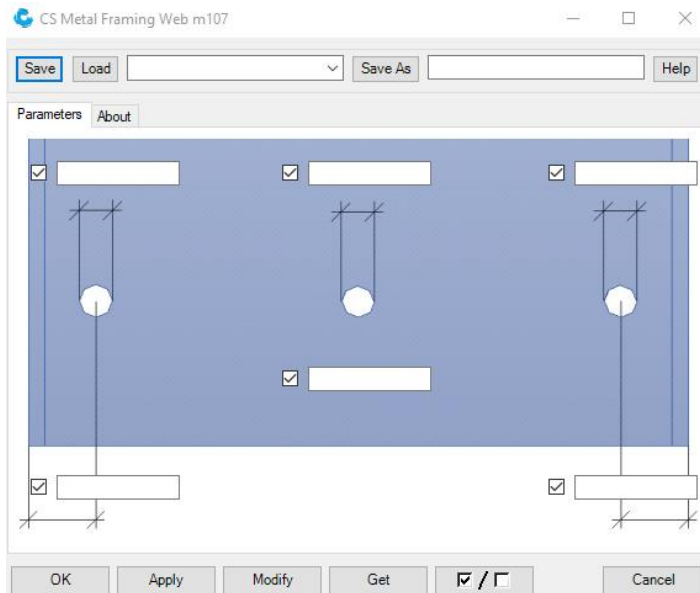 CS Metal Framing Web m107
Save Load Save As Help
Parameters About
OK Apply Modify Get / Cancel